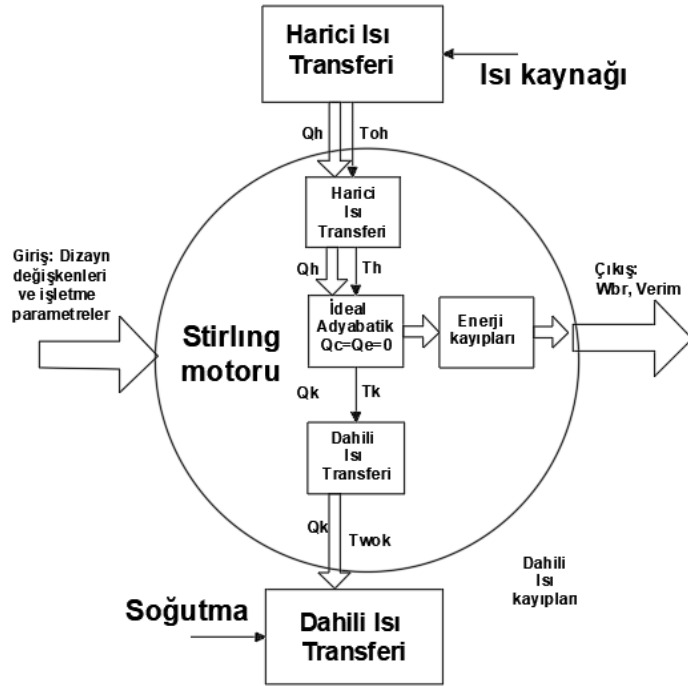 Harici Isı
Transferi
Isı kaynağı
Qh
Toh
Harici
Isı
Transferi
Giriş: Dizayn
değişkenleri
ve işletme
parametreler
Qh
Th
Çıkış:
Wbr, Verim
Stirlıng
motoru
İdeal
Adyabatik
Qc=Qe=0
Enerji
kayıpları
Qk
Tk
Dahili
Isı
Transferi
Qk
Twok
Dahili
Isı
kayıpları
Soğutma
Dahili Isı
Transferi